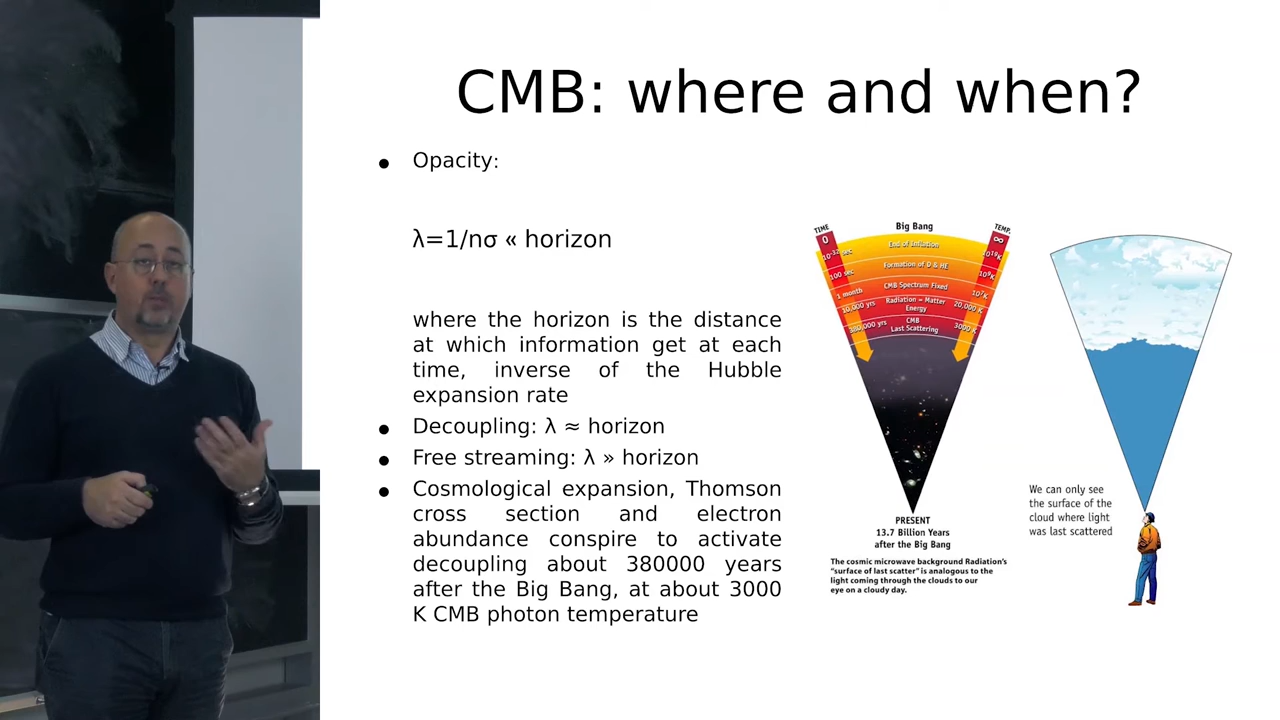 CMB: where and when?
• Opacity:
λ=1/nσ « horizon
where the horizon is the distance
at which information get at each
time, inverse of the Hubble
expansion rate
• Decoupling: λ ≈ horizon
• Free streaming: λ » horizon
• Cosmological expansion, Thomson
cross section and electron
abundance conspire to activate
decoupling about 380000 years
after the Big Bang, at about 3000
K CMB photon temperature
Big Bang
TIME
TEMP.
0
∞
End of Inflation
10⁻³² sec
10¹⁹K
Formation of D & HE
100 sec
10⁹K
CMB Spectrum Fixed
1 month
10⁷K
Radiation = Matter
Energy
10,000 yrs
20,000 K
CMB
Last Scattering
380,000 yrs
3000 K
PRESENT
13.7 Billion Years
after the Big Bang
The cosmic microwave background Radiation's
"surface of last scatter" is analogous to the
light coming through the clouds to our
eye on a cloudy day.
We can only see
the surface of the
cloud where light
was last scattered